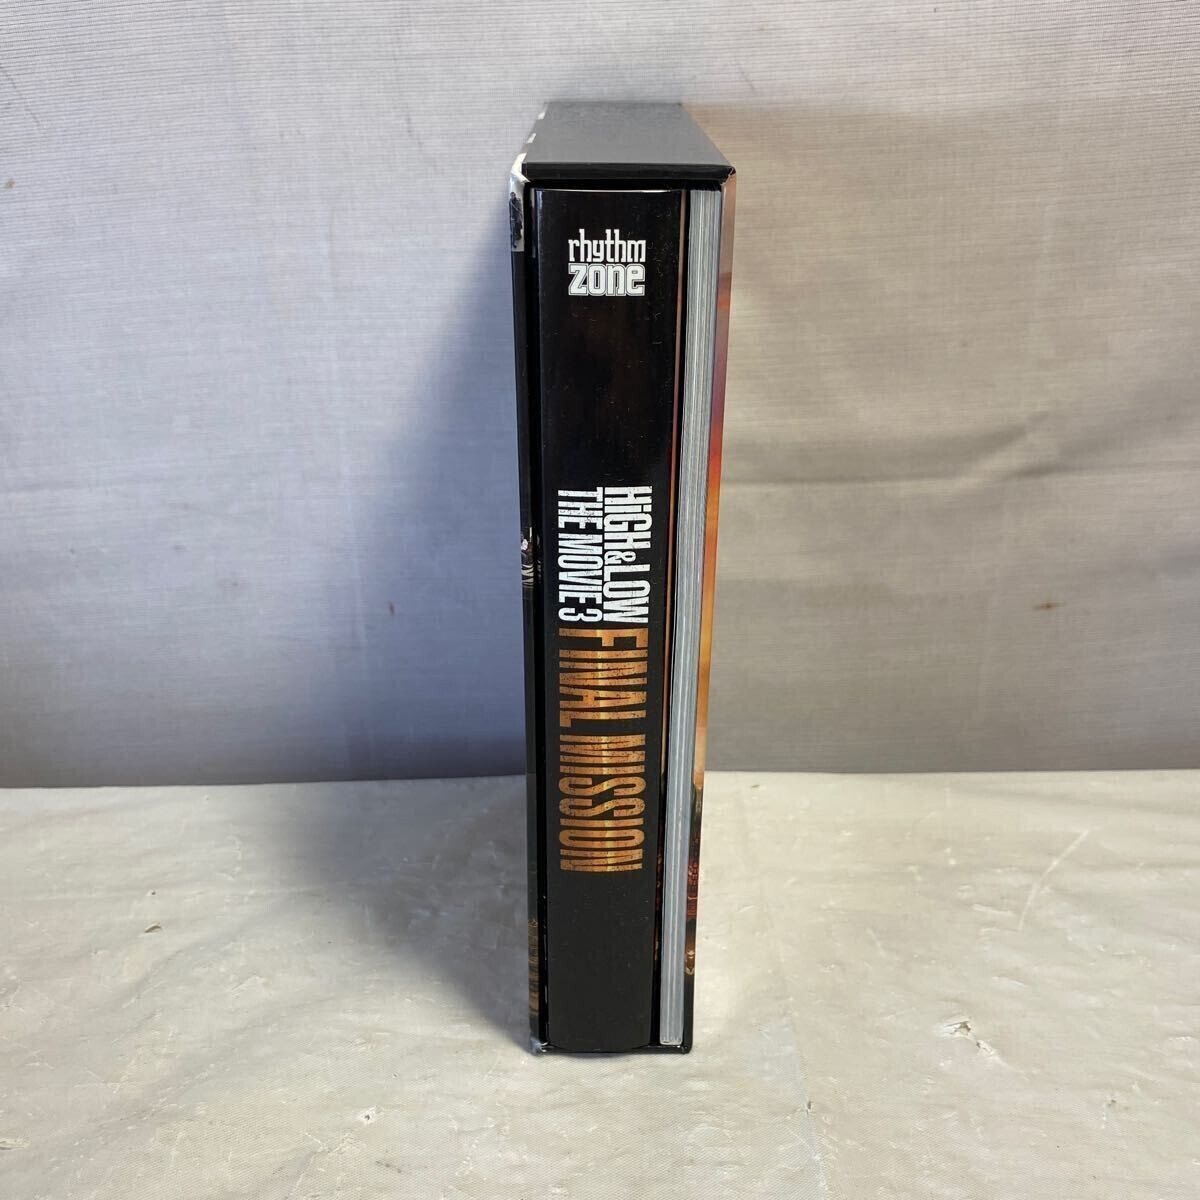 rhythm
zone
HiGH&LOW
THE MOVIE 3
FINAL MISSION